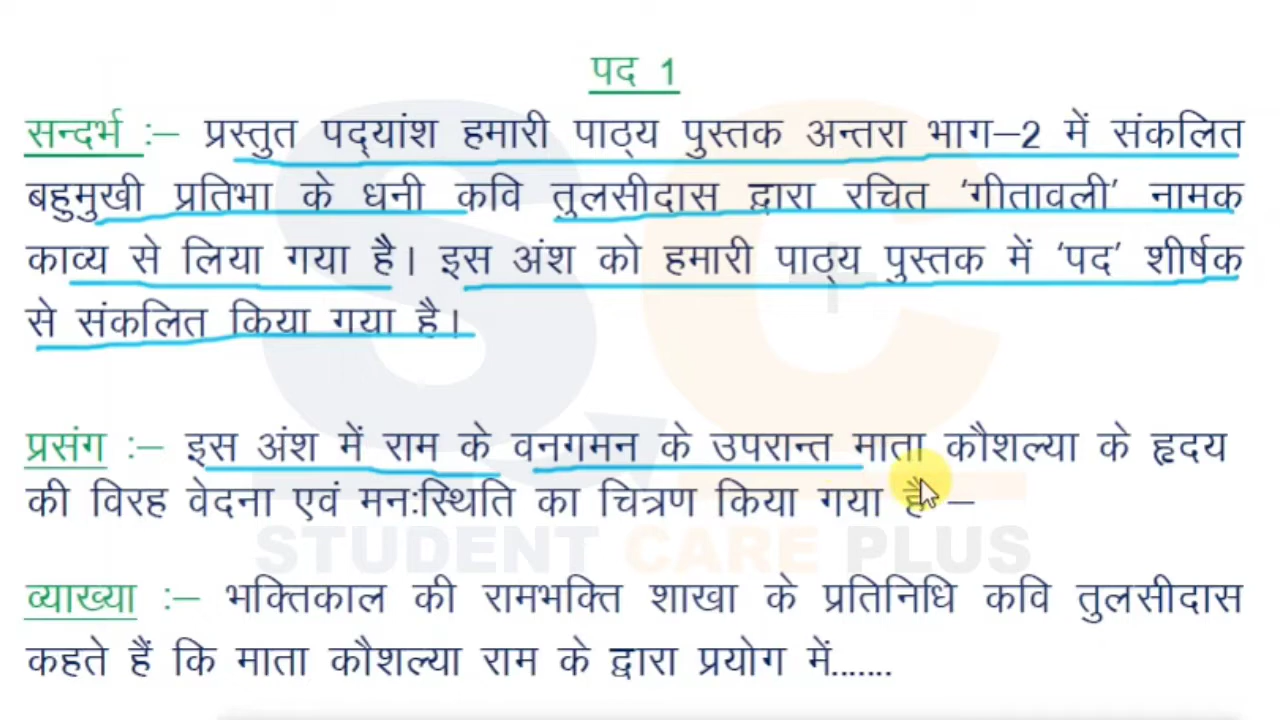 पद 1
सन्दर्भ :– प्रस्तुत पद्यांश हमारी पाठ्य पुस्तक अन्तरा भाग–2 में संकलित
बहुमुखी प्रतिभा के धनी कवि तुलसीदास द्वारा रचित 'गीतावली' नामक
काव्य से लिया गया है। इस अंश को हमारी पाठ्य पुस्तक में 'पद' शीर्षक
से संकलित किया गया है।
प्रसंग :– इस अंश में राम के वनगमन के उपरान्त माता कौशल्या के हृदय
की विरह वेदना एवं मनःस्थिति का चित्रण किया गया है –
STUDENT CARE PLUS
व्याख्या :– भक्तिकाल की रामभक्ति शाखा के प्रतिनिधि कवि तुलसीदास
कहते हैं कि माता कौशल्या राम के द्वारा प्रयोग में.......